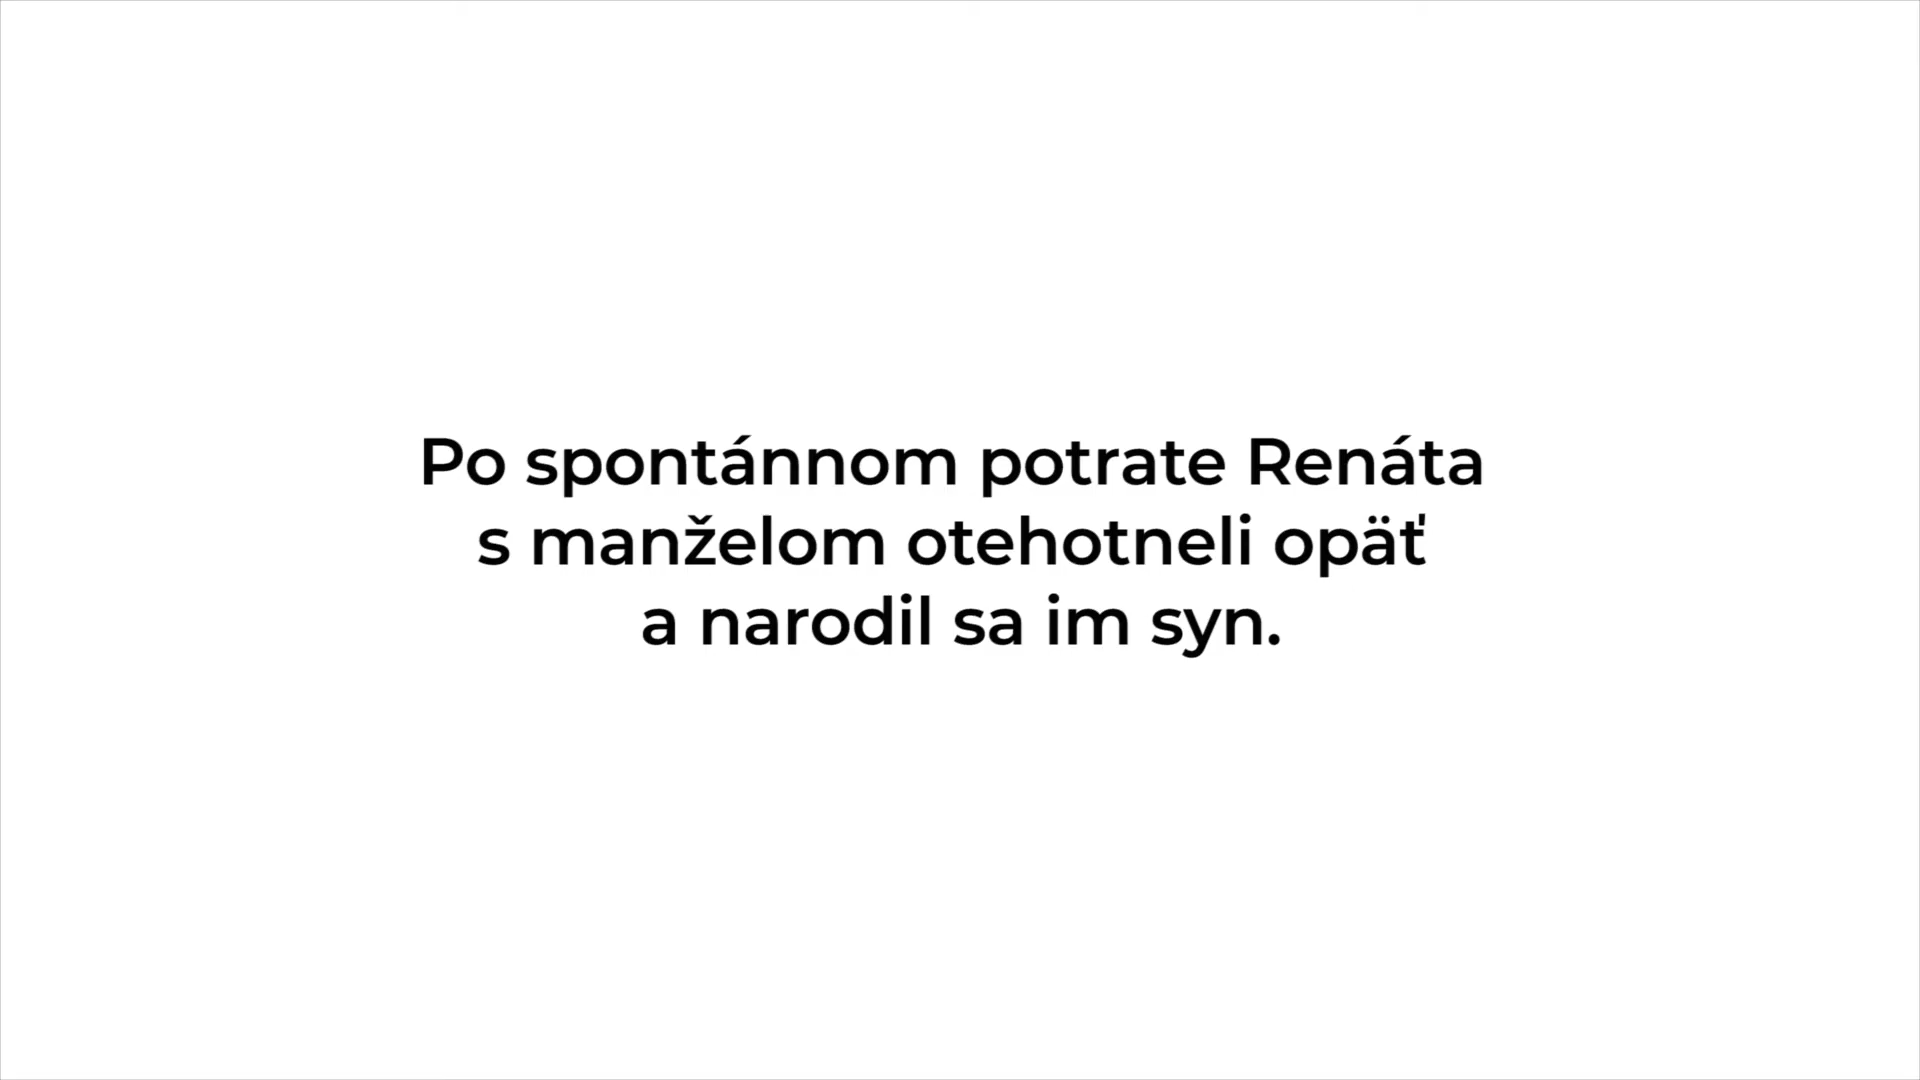 Po spontánnom potrate Renáta
s manželom otehotneli opäť
a narodil sa im syn.